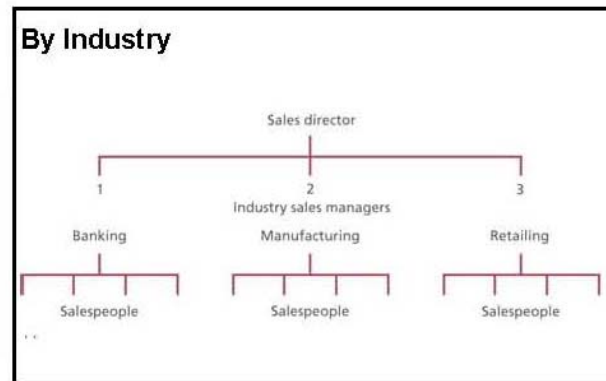 By Industry
Sales director
1 2 3
Industry sales managers
Banking Manufacturing Retailing
Salespeople Salespeople Salespeople